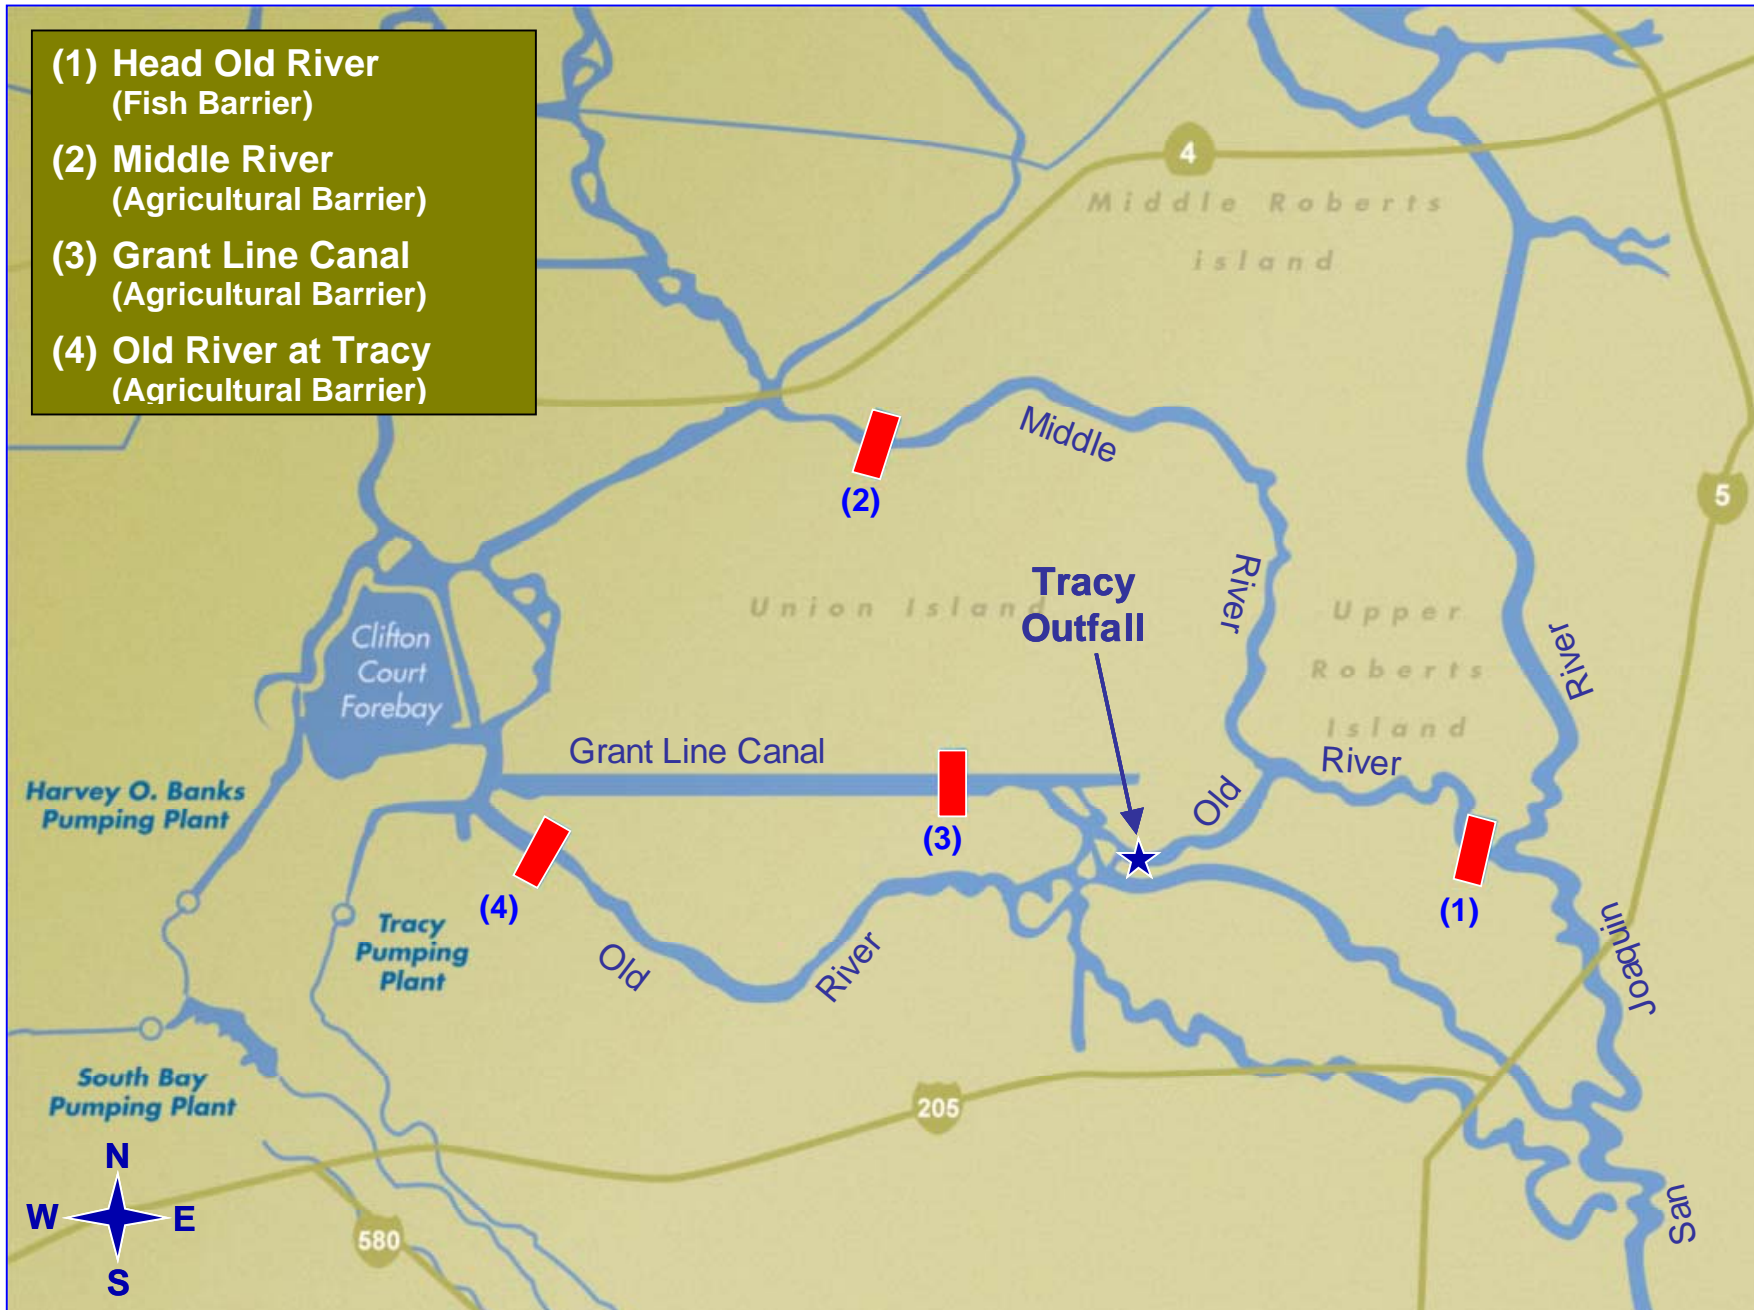 (1) Head Old River
(Fish Barrier)
(2) Middle River
(Agricultural Barrier)
(3) Grant Line Canal
(Agricultural Barrier)
(4) Old River at Tracy
(Agricultural Barrier)
4
Middle Roberts
island
Middle
(2)
5
River
Tracy
Outfall
Union Island
Upper
Roberts
Island
River
Clifton
Court
Forebay
Grant Line Canal
River
Old
Harvey O. Banks
Pumping Plant
(3)
(4)
(1)
Tracy
Pumping
Plant
Old
River
Joaquin
South Bay
Pumping Plant
205
San
N
W
E
S
580